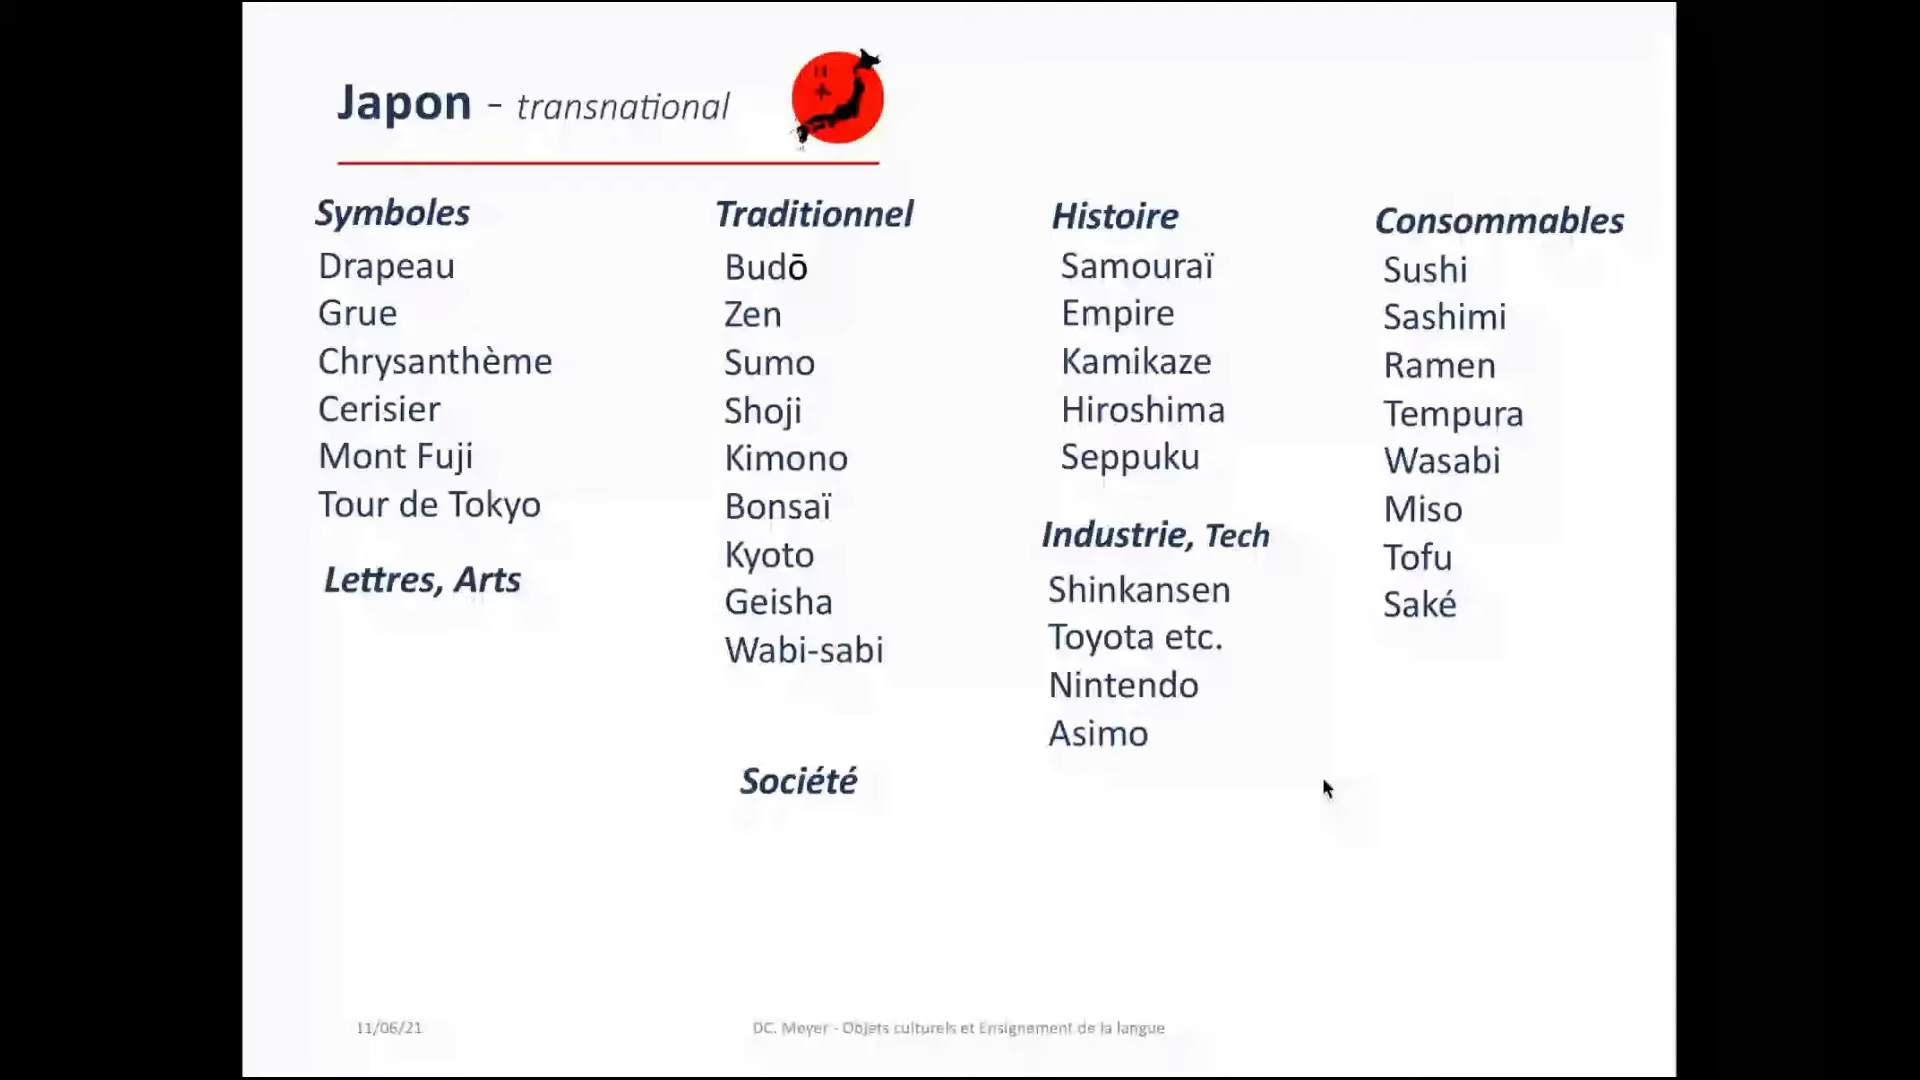 Japon - transnational
日本
Symboles
Drapeau
Grue
Chrysanthème
Cerisier
Mont Fuji
Tour de Tokyo
Lettres, Arts
Traditionnel
Budō
Zen
Sumo
Shoji
Kimono
Bonsaï
Kyoto
Geisha
Wabi-sabi
Société
Histoire
Samouraï
Empire
Kamikaze
Hiroshima
Seppuku
Industrie, Tech
Shinkansen
Toyota etc.
Nintendo
Asimo
Consommables
Sushi
Sashimi
Ramen
Tempura
Wasabi
Miso
Tofu
Saké
11/06/21
DC. Meyer - Objets culturels et Ensignement de la langue